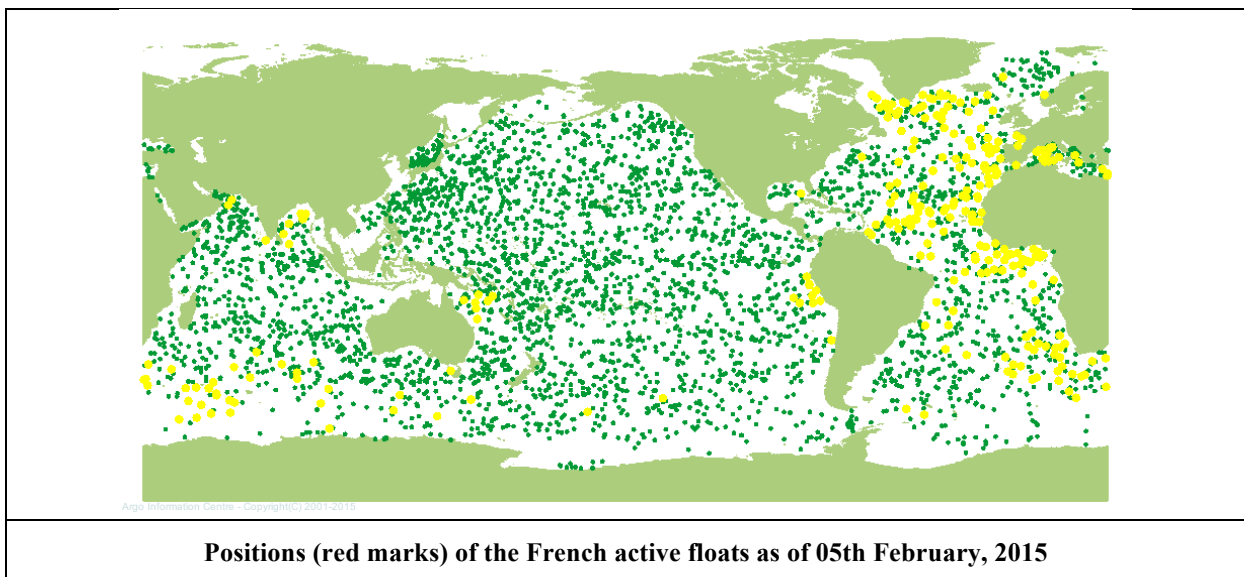 Argo Information Centre - Copyright(C) 2001-2015
Positions (red marks) of the French active floats as of 05th February, 2015